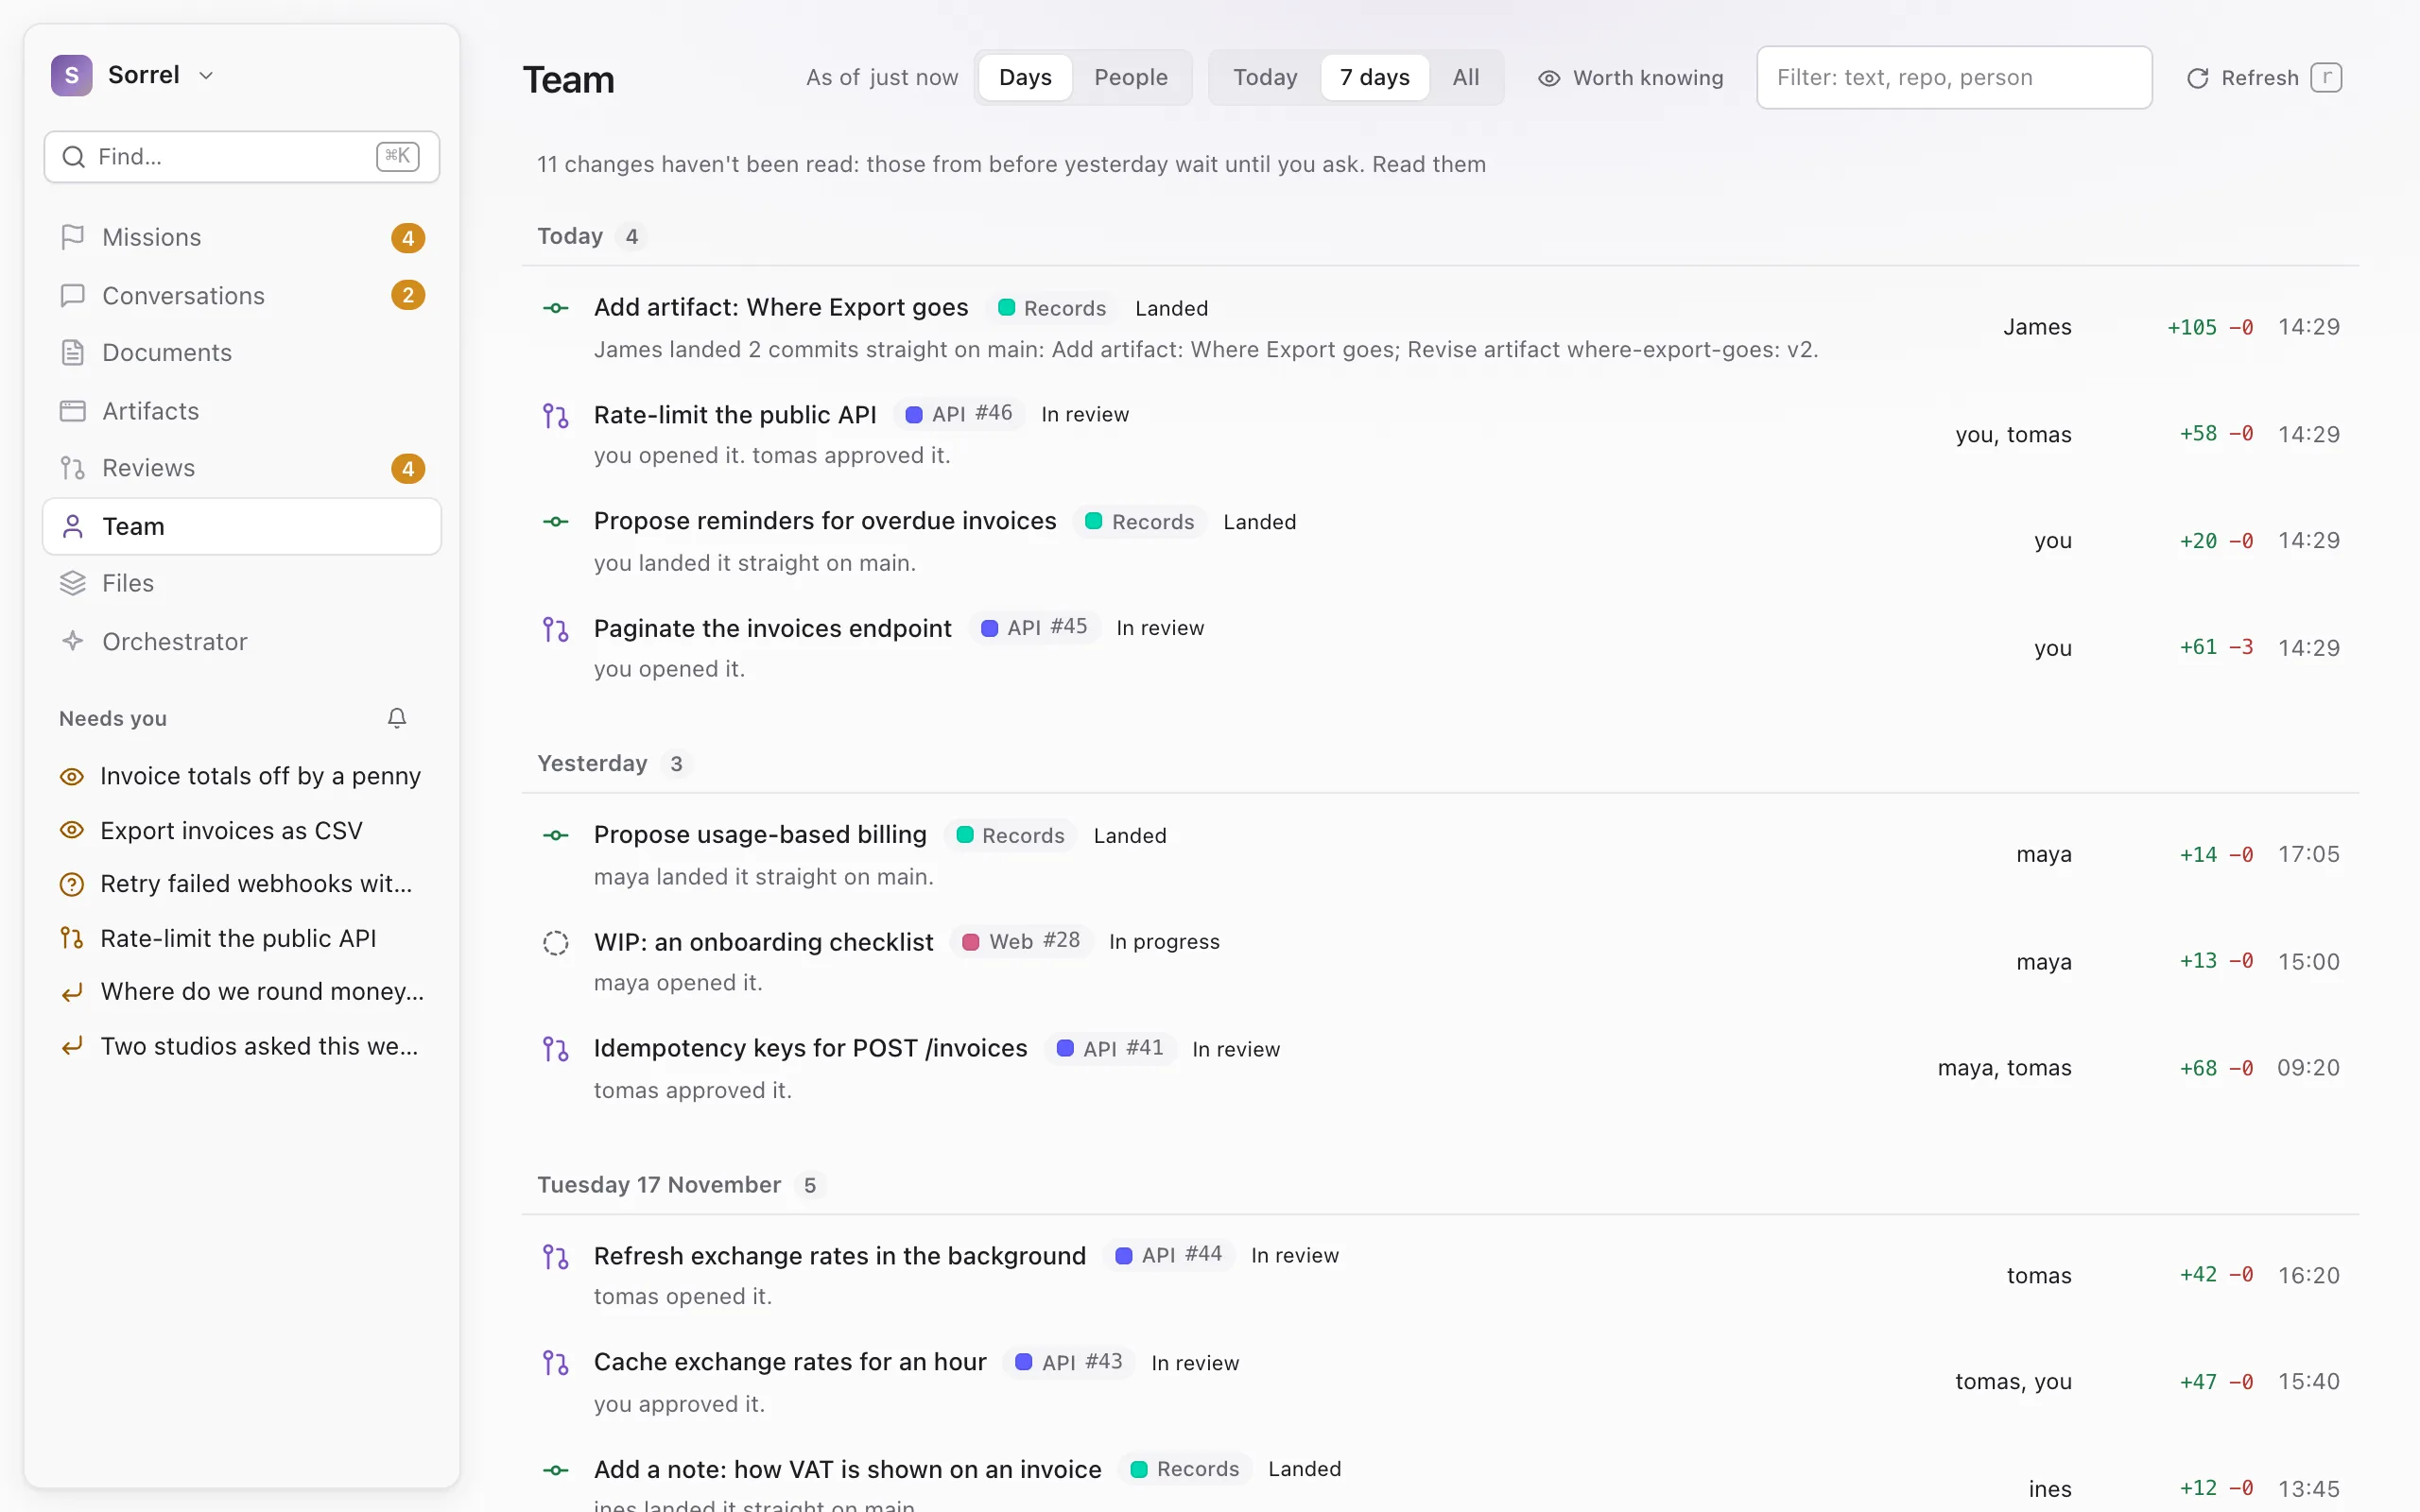 S Sorrel
Find... ⌘K
Missions 4
Conversations 2
Documents
Artifacts
Reviews 4
Team
Files
Orchestrator
Needs you
Invoice totals off by a penny
Export invoices as CSV
Retry failed webhooks wit...
Rate-limit the public API
Where do we round money...
Two studios asked this we...
Team As of just now Days People Today 7 days All Worth knowing Filter: text, repo, person Refresh r
11 changes haven't been read: those from before yesterday wait until you ask. Read them
Today 4
Add artifact: Where Export goes Records Landed
James landed 2 commits straight on main: Add artifact: Where Export goes; Revise artifact where-export-goes: v2.
James +105 −0 14:29
Rate-limit the public API API #46 In review
you opened it. tomas approved it.
you, tomas +58 −0 14:29
Propose reminders for overdue invoices Records Landed
you landed it straight on main.
you +20 −0 14:29
Paginate the invoices endpoint API #45 In review
you opened it.
you +61 −3 14:29
Yesterday 3
Propose usage-based billing Records Landed
maya landed it straight on main.
maya +14 −0 17:05
WIP: an onboarding checklist Web #28 In progress
maya opened it.
maya +13 −0 15:00
Idempotency keys for POST /invoices API #41 In review
tomas approved it.
maya, tomas +68 −0 09:20
Tuesday 17 November 5
Refresh exchange rates in the background API #44 In review
tomas opened it.
tomas +42 −0 16:20
Cache exchange rates for an hour API #43 In review
you approved it.
tomas, you +47 −0 15:40
Add a note: how VAT is shown on an invoice Records Landed
ines landed it straight on main.
ines +12 −0 13:45